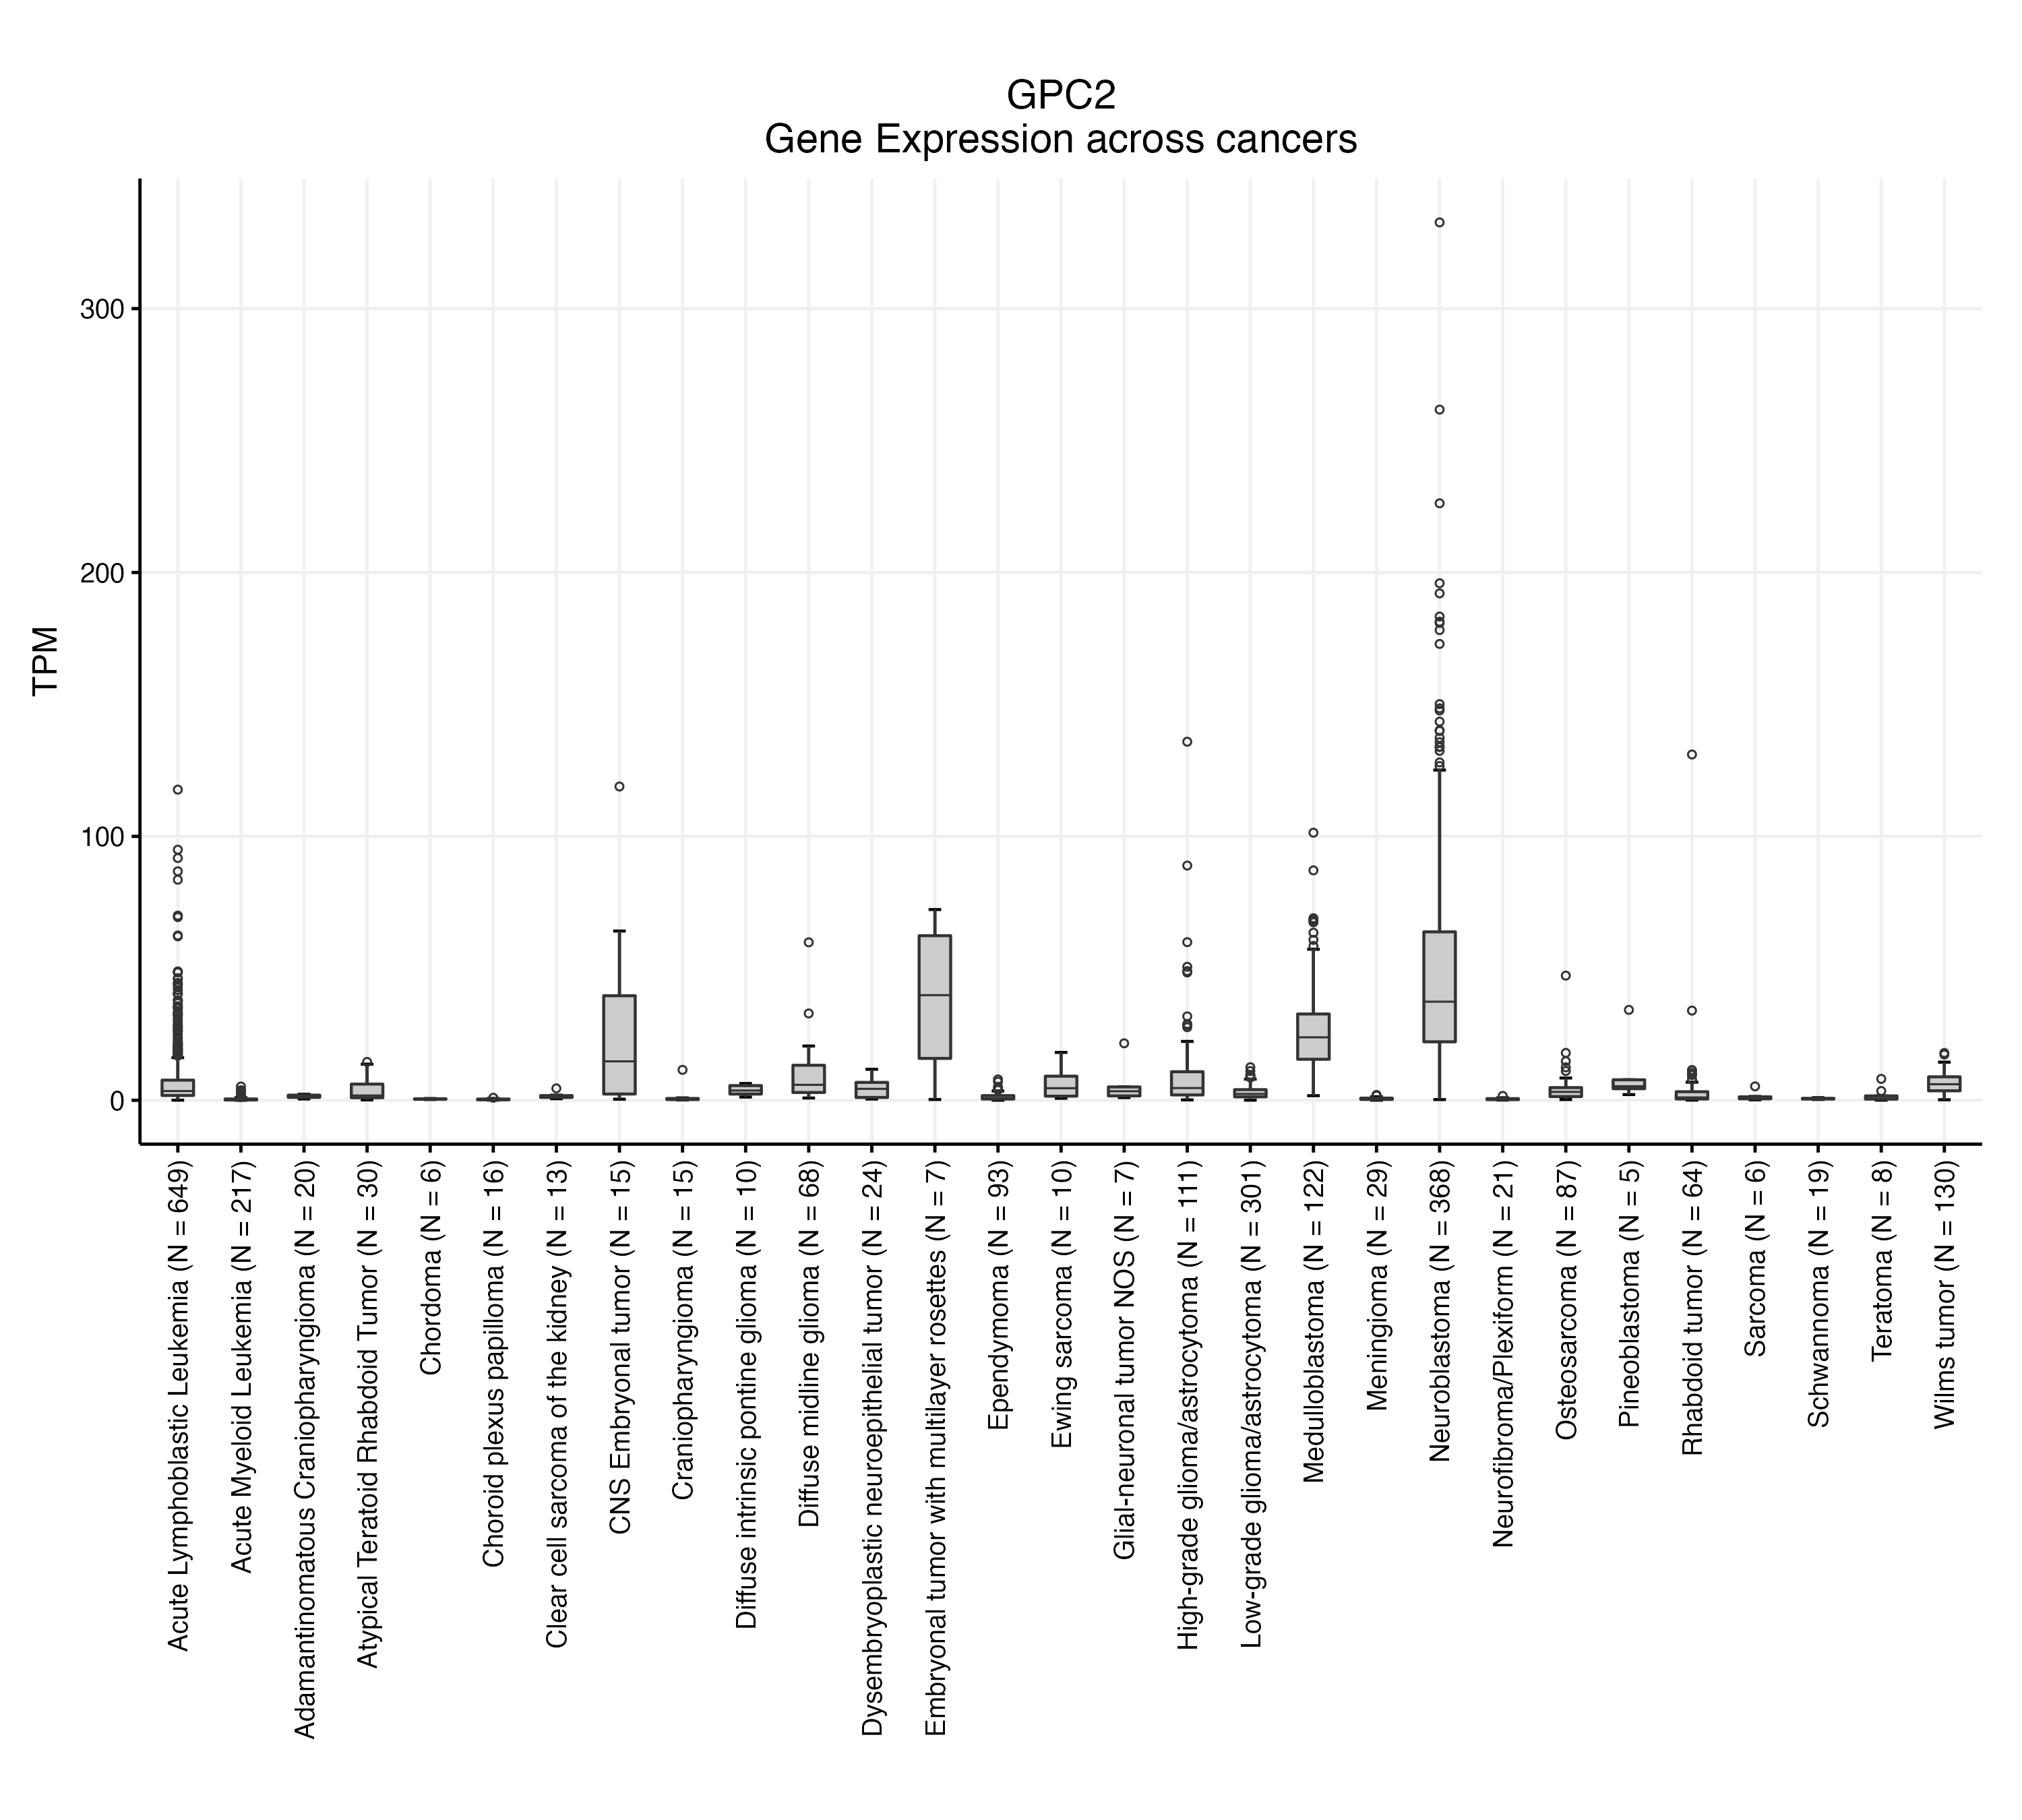 GPC2
Gene Expression across cancers
TPM
300
200
100
0
Acute Lymphoblastic Leukemia (N = 649)
Acute Myeloid Leukemia (N = 217)
Adamantinomatous Craniopharyngioma (N = 20)
Atypical Teratoid Rhabdoid Tumor (N = 30)
Chordoma (N = 6)
Choroid plexus papilloma (N = 16)
Clear cell sarcoma of the kidney (N = 13)
CNS Embryonal tumor (N = 15)
Craniopharyngioma (N = 15)
Diffuse intrinsic pontine glioma (N = 10)
Diffuse midline glioma (N = 68)
Dysembryoplastic neuroepithelial tumor (N = 24)
Embryonal tumor with multilayer rosettes (N = 7)
Ependymoma (N = 93)
Ewing sarcoma (N = 10)
Glial-neuronal tumor NOS (N = 7)
High-grade glioma/astrocytoma (N = 111)
Low-grade glioma/astrocytoma (N = 301)
Medulloblastoma (N = 122)
Meningioma (N = 29)
Neuroblastoma (N = 368)
Neurofibroma/Plexiform (N = 21)
Osteosarcoma (N = 87)
Pineoblastoma (N = 5)
Rhabdoid tumor (N = 64)
Sarcoma (N = 6)
Schwannoma (N = 19)
Teratoma (N = 8)
Wilms tumor (N = 130)